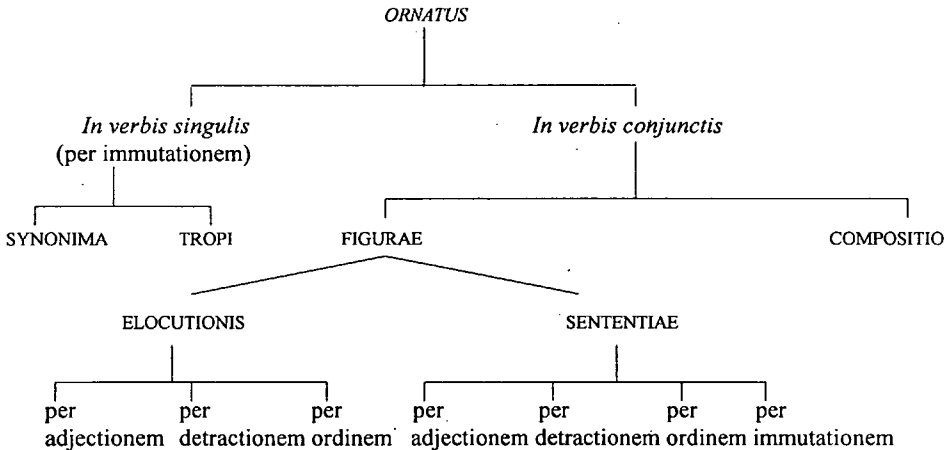 ORNATUS
In verbis singulis
(per immutationem)
In verbis conjunctis
SYNONIMA TROPI FIGURAE COMPOSITIO
ELOCUTIONIS SENTENTIAE
per per per per per per per
adjectionem detractionem ordinem adjectionem detractionem ordinem immutationem